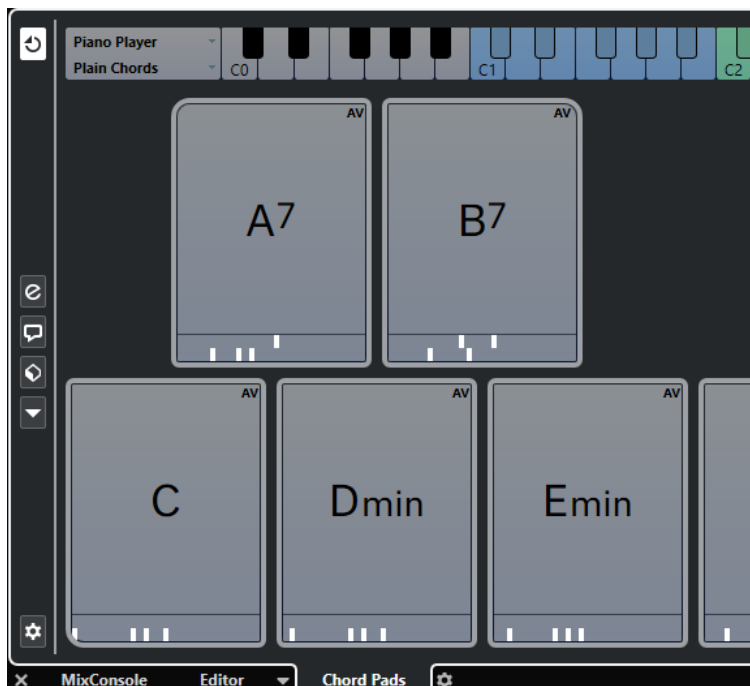 Piano Player
Plain Chords
C0 C1 C2
AV AV
A7 B7
AV AV AV
C Dmin Emin
MixConsole Editor Chord Pads